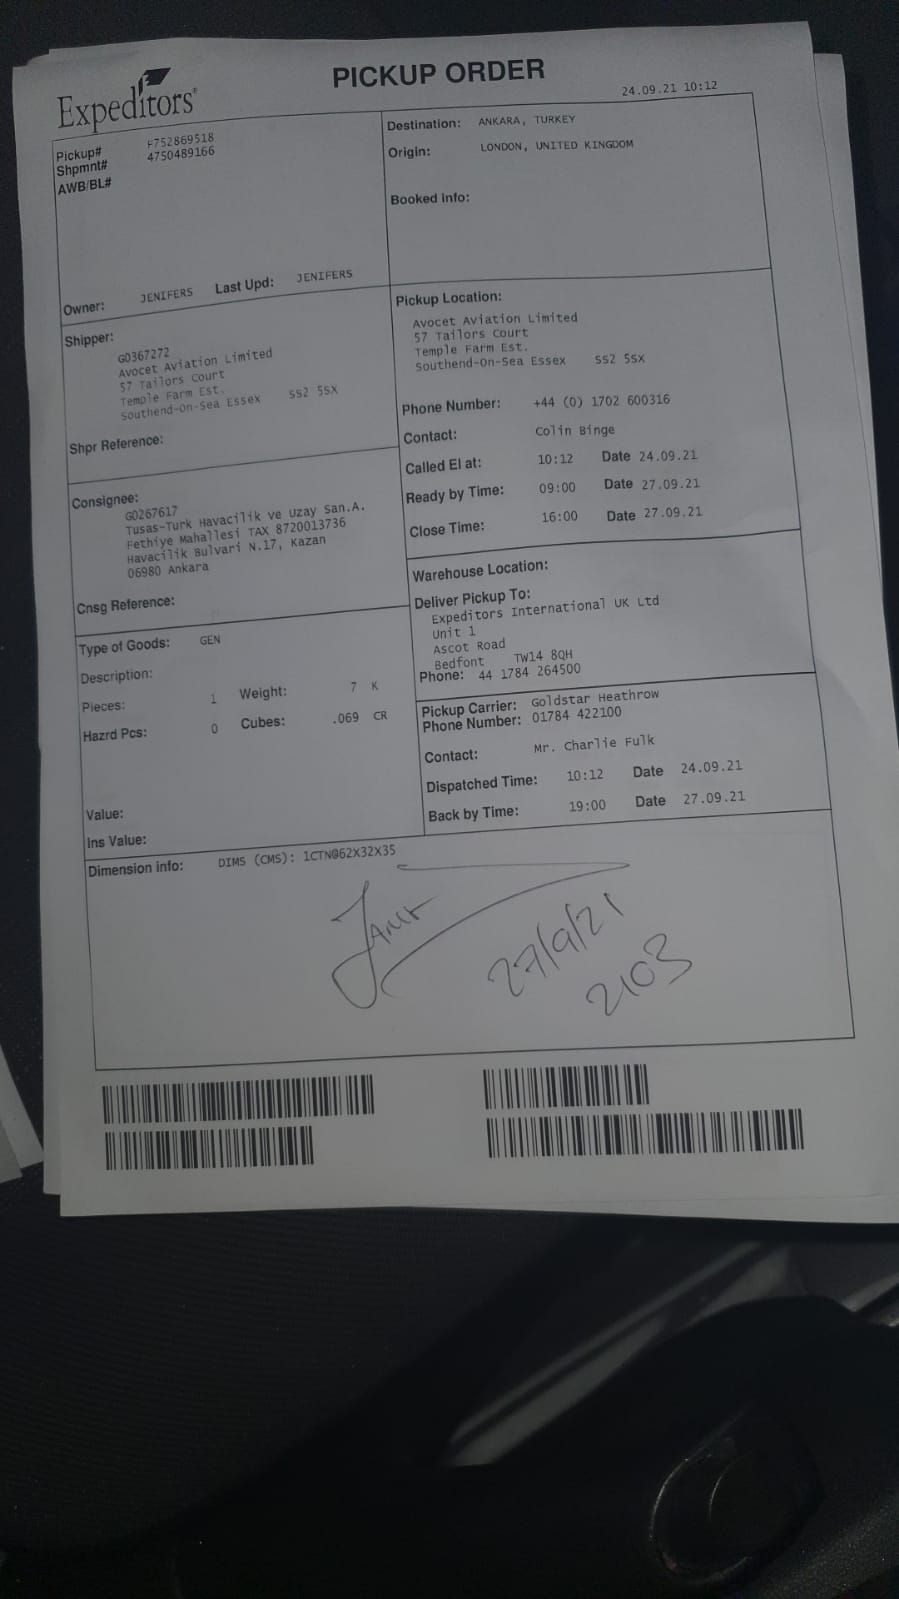 Expeditors®
PICKUP ORDER
24.09.21 10:12
Pickup# F752869518
Shpmnt# 4750489166
AWB/BL#
Owner: JENIFERS Last Upd: JENIFERS
Destination: ANKARA, TURKEY
Origin: LONDON, UNITED KINGDOM
Booked info:
Shipper:
G0367272
Avocet Aviation Limited
57 Tailors Court
Temple Farm Est.
Southend-On-Sea Essex SS2 5SX
Shpr Reference:
Pickup Location:
Avocet Aviation Limited
57 Tailors Court
Temple Farm Est.
Southend-On-Sea Essex SS2 5SX
Phone Number: +44 (0) 1702 600316
Contact: Colin Binge
Called El at: 10:12 Date 24.09.21
Ready by Time: 09:00 Date 27.09.21
Close Time: 16:00 Date 27.09.21
Consignee:
G0267617
Tusas-Turk Havacilik ve Uzay San.A.
Fethiye Mahallesi TAX 8720013736
Havacilik Bulvari N.17, Kazan
06980 Ankara
Cnsg Reference:
Warehouse Location:
Deliver Pickup To:
Expeditors International UK Ltd
Unit 1
Ascot Road
Bedfont TW14 8QH
Phone: 44 1784 264500
Type of Goods: GEN
Description:
Pieces: 1 Weight: 7 K
Hazrd Pcs: 0 Cubes: .069 CR
Value:
Ins Value:
Pickup Carrier: Goldstar Heathrow
Phone Number: 01784 422100
Contact: Mr. Charlie Fulk
Dispatched Time: 10:12 Date 24.09.21
Back by Time: 19:00 Date 27.09.21
Dimension info: DIMS (CMS): 1CTN@62X32X35
27/9/21
2103